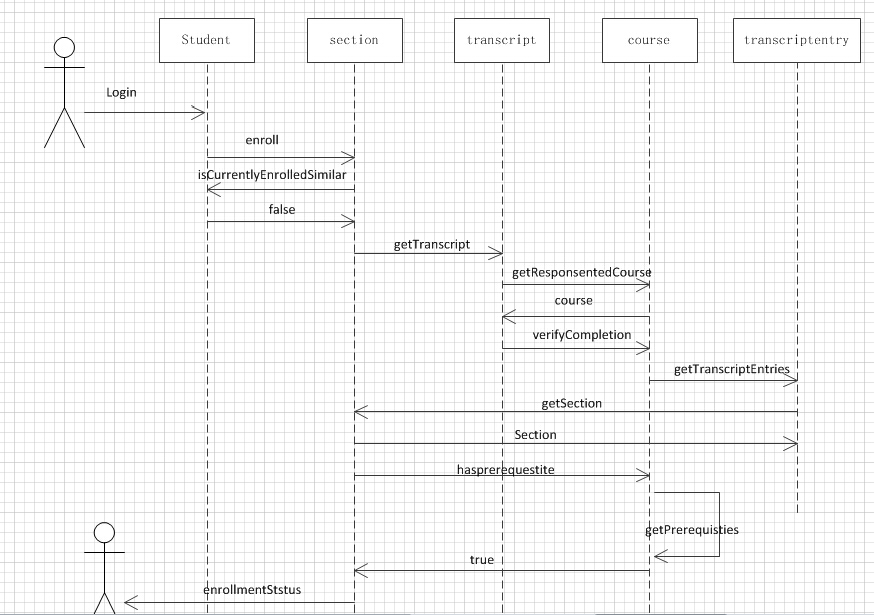 Student
section
transcript
course
transcriptentry
Login
enroll
isCurrentlyEnrolledSimilar
false
getTranscript
getResponsentedCourse
course
verifyCompletion
getTranscriptEntries
getSection
Section
hasprerequestite
getPrerequisties
true
enrollmentStstus